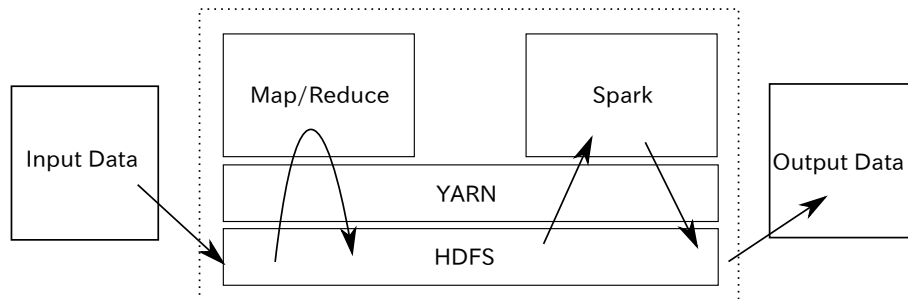 Map/Reduce
Spark
Input Data
Output Data
YARN
HDFS